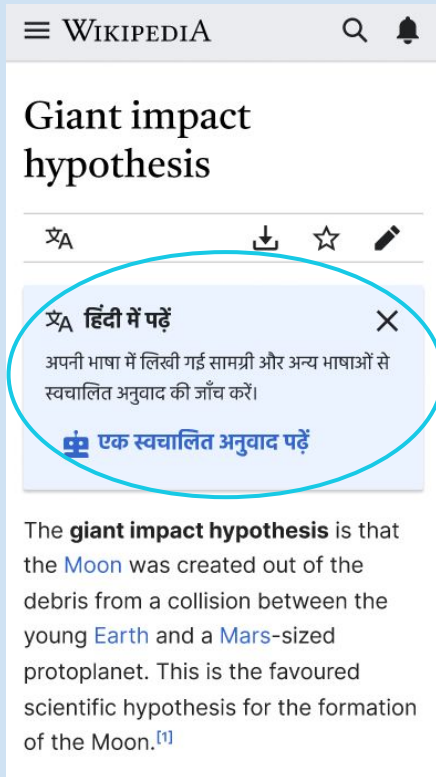 WIKIPEDIA
Giant impact
hypothesis
हिंदी में पढ़ें
अपनी भाषा में लिखी गई सामग्री और अन्य भाषाओं से
स्वचालित अनुवाद की जाँच करें।
एक स्वचालित अनुवाद पढ़ें
The giant impact hypothesis is that
the Moon was created out of the
debris from a collision between the
young Earth and a Mars-sized
protoplanet. This is the favoured
scientific hypothesis for the formation
of the Moon.[1]